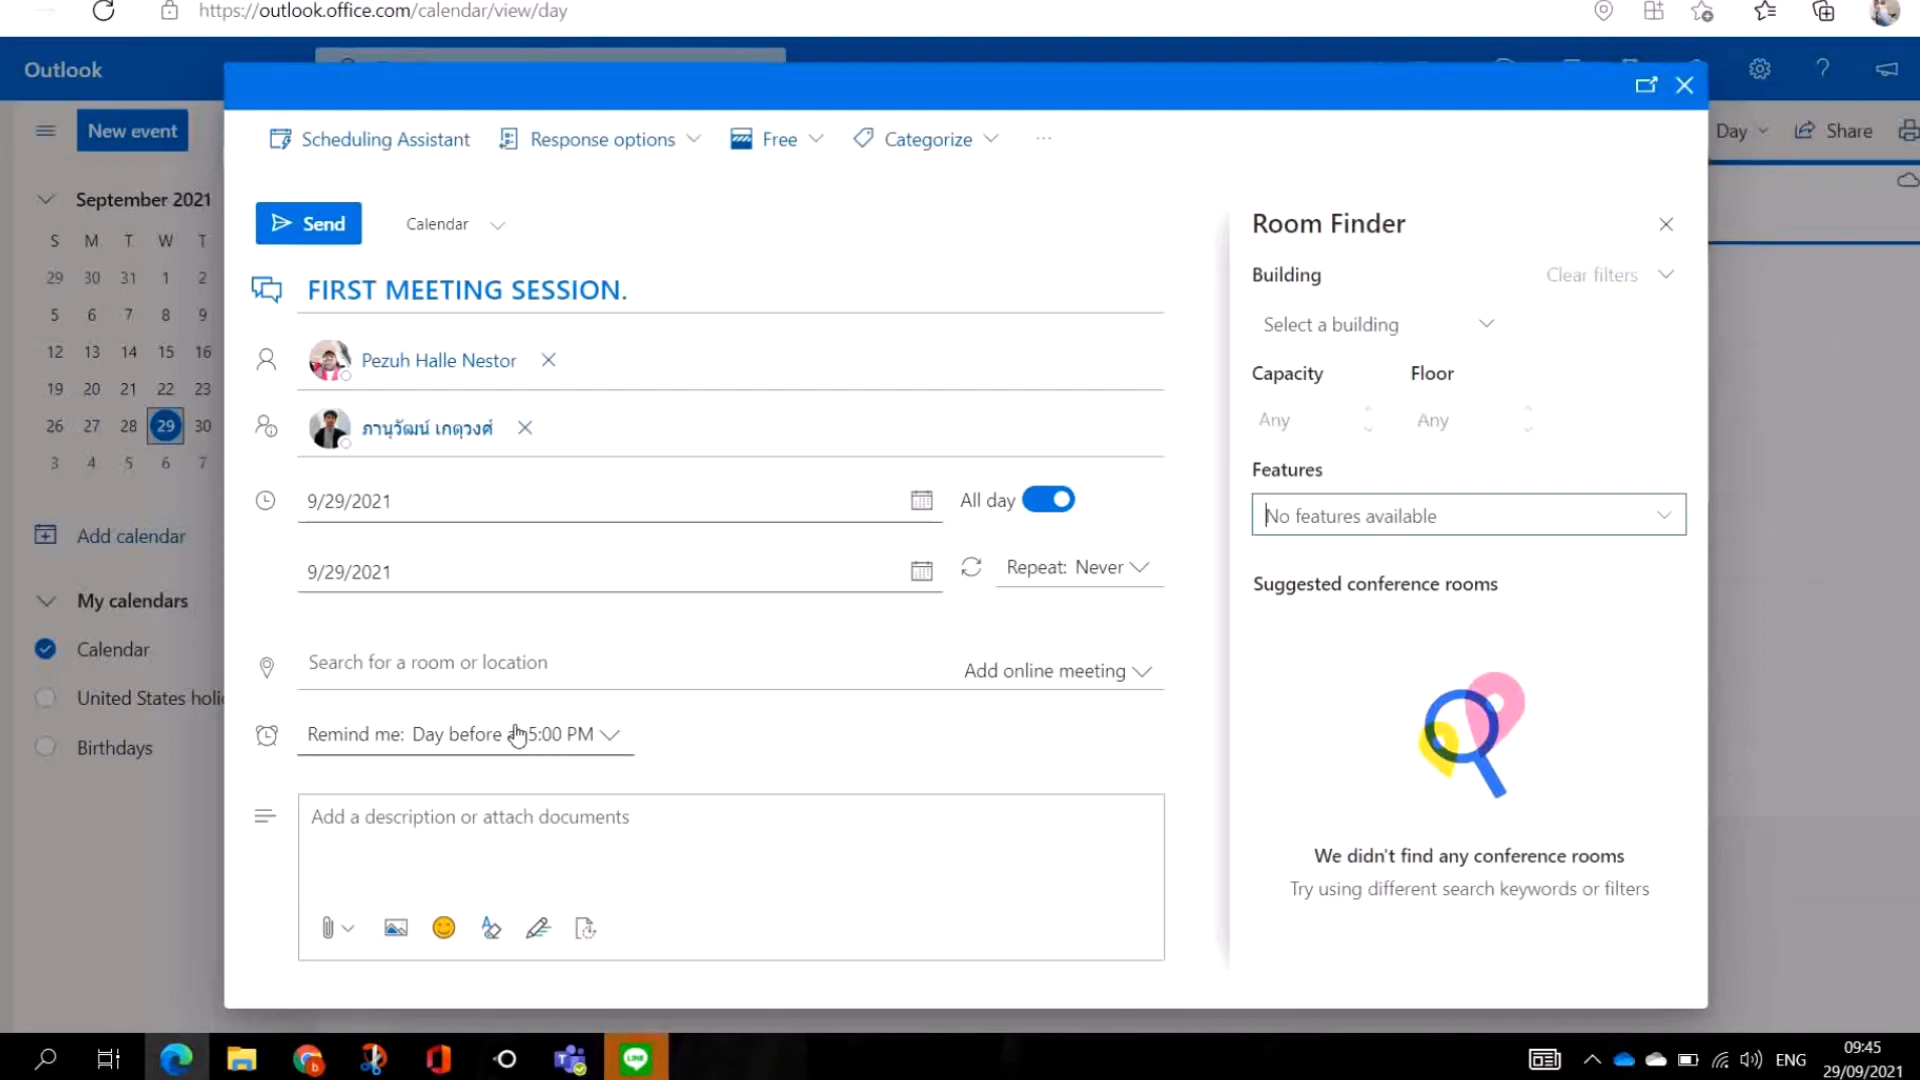 https://outlook.office.com/calendar/view/day
Outlook
New event
Scheduling Assistant
Response options
Free
Categorize
...
Day
Share
September 2021
S M T W T
29 30 31 1 2
5 6 7 8 9
12 13 14 15 16
19 20 21 22 23
26 27 28 29 30
3 4 5 6 7
Add calendar
My calendars
Calendar
United States holi
Birthdays
Send
Calendar
FIRST MEETING SESSION.
Pezuh Halle Nestor
ภานุวัฒน์ เกตุวงศ์
9/29/2021
All day
9/29/2021
Repeat: Never
Search for a room or location
Add online meeting
Remind me: Day before 5:00 PM
Add a description or attach documents
Room Finder
Building
Clear filters
Select a building
Capacity Floor
Any Any
Features
No features available
Suggested conference rooms
We didn't find any conference rooms
Try using different search keywords or filters
LINE
ENG
09:45
29/09/2021